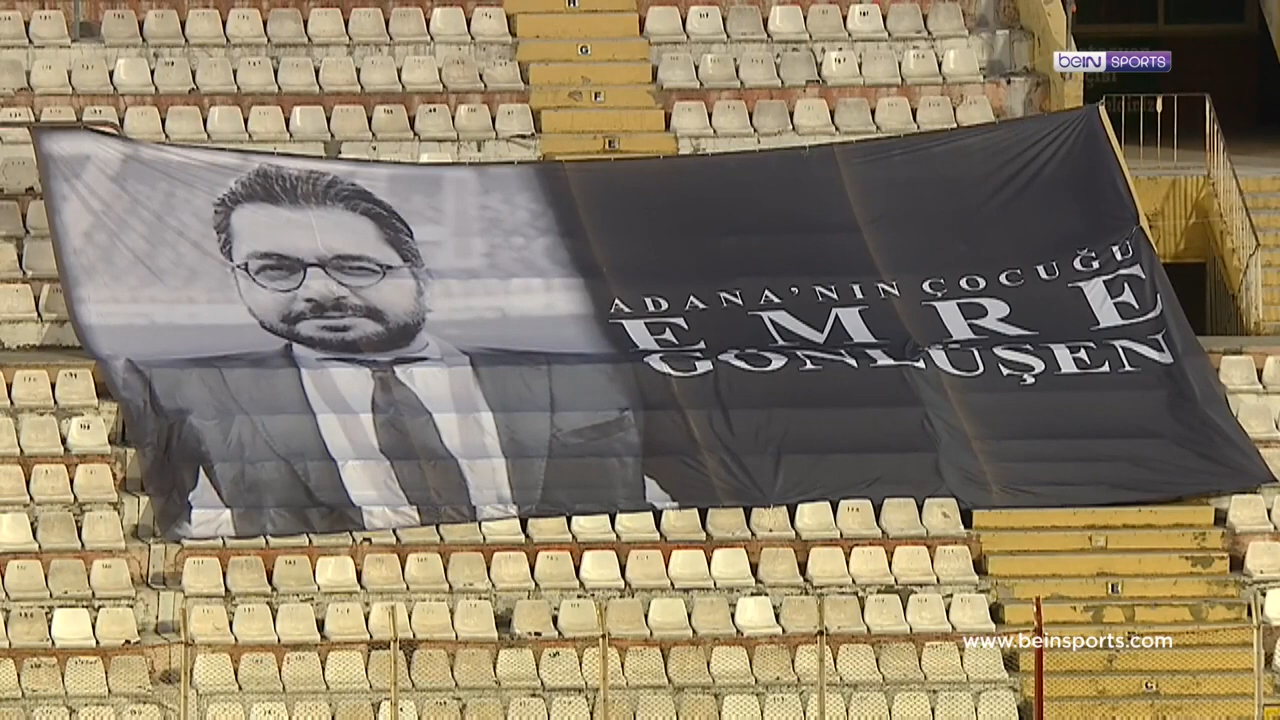 G
F
E
beIN SPORTS
ADANA'NIN ÇOCUĞU
EMRE
GÖNLÜŞEN
E
www.beinsports.com
G